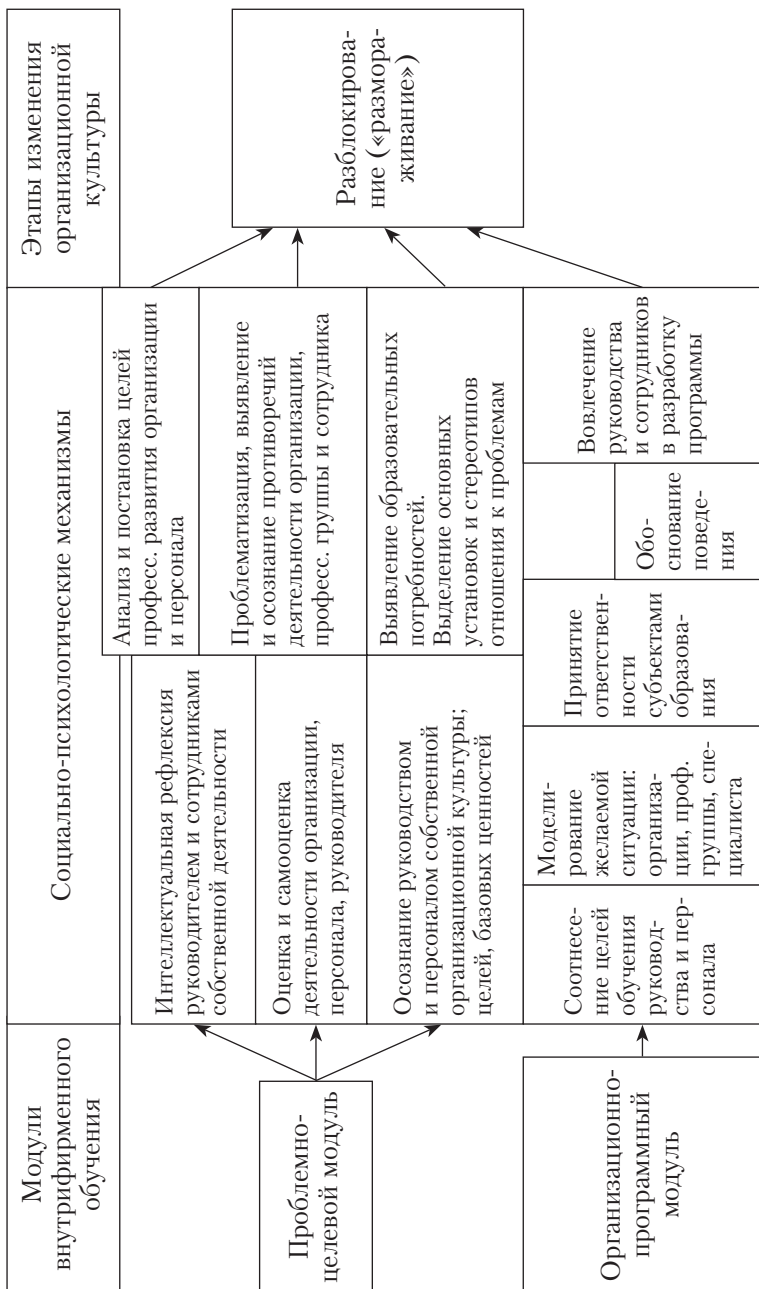 Модули
внутрифирменного
обучения
Социально-психологические механизмы
Этапы изменения
организационной
культуры
Проблемно-
целевой модуль
Интеллектуальная рефлексия
руководителем и сотрудниками
собственной деятельности
Анализ и постановка целей
професс. развития организации
и персонала
Оценка и самооценка
деятельности организации,
персонала, руководителя
Проблематизация, выявление
и осознание противоречий
деятельности организации,
професс. группы и сотрудника
Осознание руководством
и персоналом собственной
организационной культуры;
целей, базовых ценностей
Выявление образовательных
потребностей.
Выделение основных
установок и стереотипов
отношения к проблемам
Разблокирова-
ние («размора-
живание»)
Организационно-
программный
модуль
Соотнесе-
ние целей
обучения
руковод-
ства и пер-
сонала
Модели-
рование
желаемой
ситуации:
организа-
ции, проф.
группы, спе-
циалиста
Принятие
ответствен-
ности
субъектами
образова-
ния
Обо-
снование
поведе-
ния
Вовлечение
руководства
и сотрудников
в разработку
программы